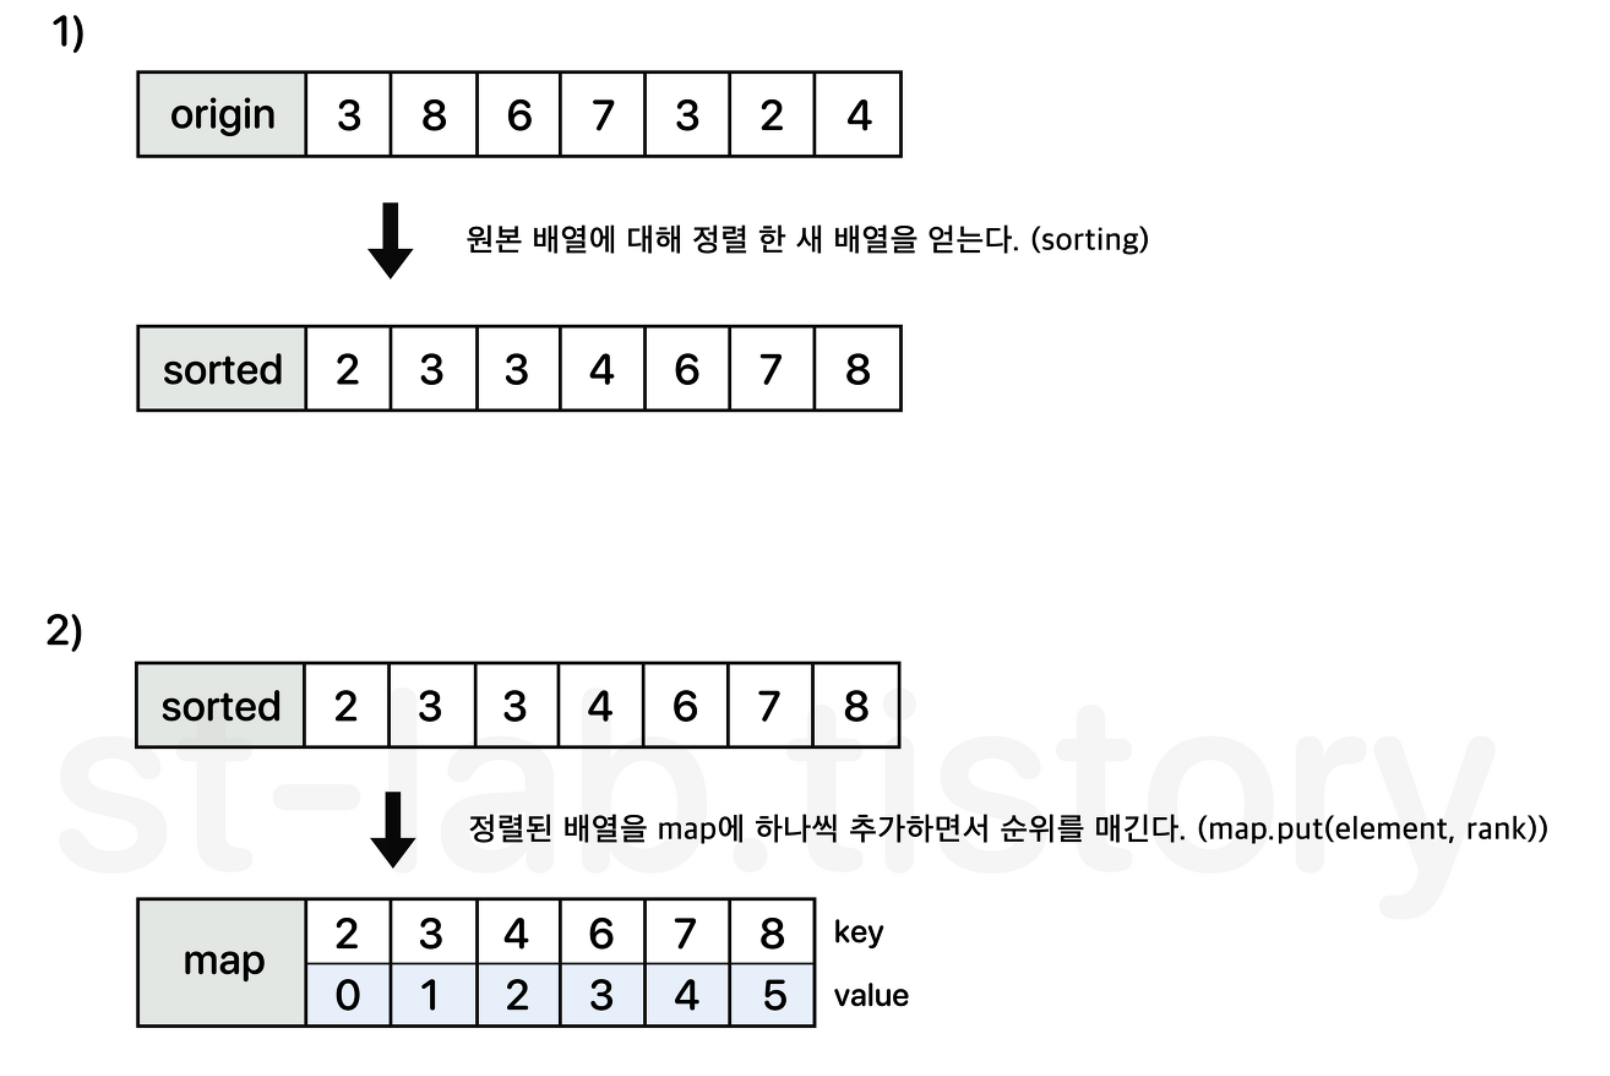 1)
origin 3 8 6 7 3 2 4
원본 배열에 대해 정렬 한 새 배열을 얻는다. (sorting)
sorted 2 3 3 4 6 7 8
2)
sorted 2 3 3 4 6 7 8
st-lab.tistory
정렬된 배열을 map에 하나씩 추가하면서 순위를 매긴다. (map.put(element, rank))
map 2 3 4 6 7 8 key
0 1 2 3 4 5 value